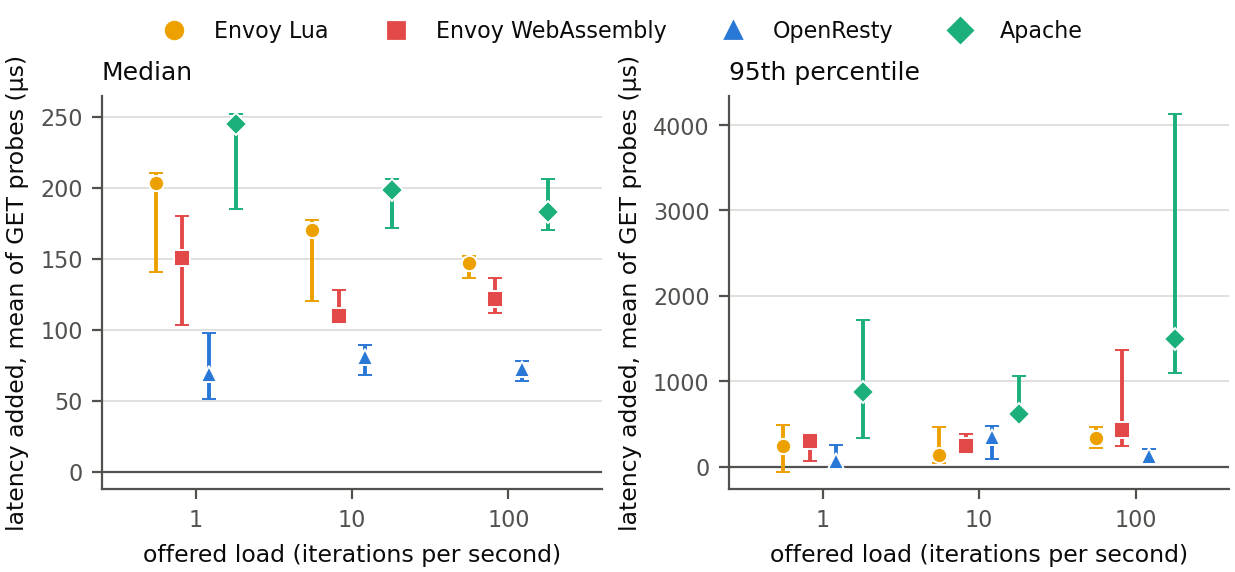 Envoy Lua Envoy WebAssembly OpenResty Apache
Median
latency added, mean of GET probes (µs)
250
200
150
100
50
0
1 10 100
offered load (iterations per second)
95th percentile
latency added, mean of GET probes (µs)
4000
3000
2000
1000
0
1 10 100
offered load (iterations per second)